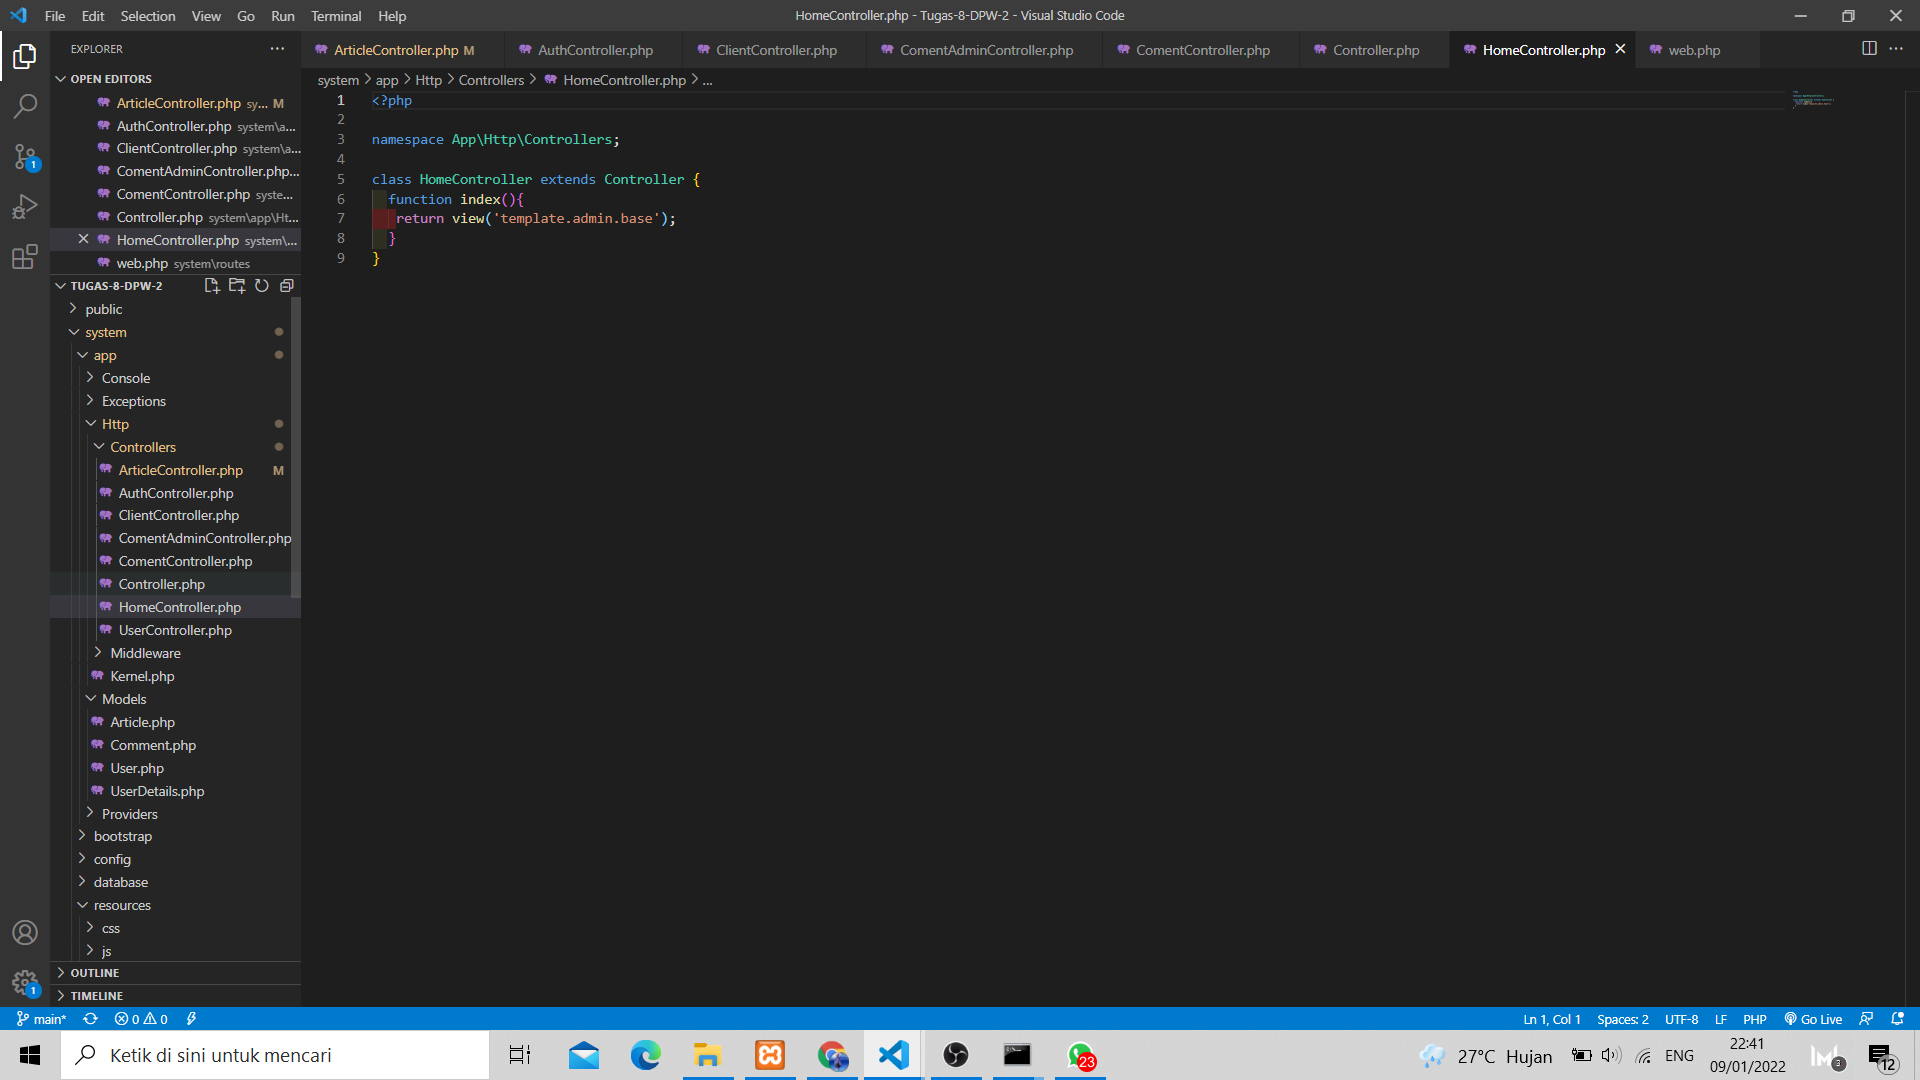 File Edit Selection View Go Run Terminal Help
HomeController.php - Tugas-8-DPW-2 - Visual Studio Code
EXPLORER
OPEN EDITORS
ArticleController.php sy... M
AuthController.php system\a...
ClientController.php system\a...
ComentAdminController.php...
ComentController.php syste...
Controller.php system\app\Ht...
HomeController.php system\...
web.php system\routes
TUGAS-8-DPW-2
public
system
app
Console
Exceptions
Http
Controllers
ArticleController.php M
AuthController.php
ClientController.php
ComentAdminController.php
ComentController.php
Controller.php
HomeController.php
UserController.php
Middleware
Kernel.php
Models
Article.php
Comment.php
User.php
UserDetails.php
Providers
bootstrap
config
database
resources
css
js
OUTLINE
TIMELINE
1
1
ArticleController.php M AuthController.php ClientController.php ComentAdminController.php ComentController.php Controller.php HomeController.php web.php
system > app > Http > Controllers > HomeController.php > ...
1 <?php
2
3 namespace App\Http\Controllers;
4
5 class HomeController extends Controller {
6 function index(){
7 return view('template.admin.base');
8 }
9 }
main* 0 0
Ln 1, Col 1 Spaces: 2 UTF-8 LF PHP Go Live
Ketik di sini untuk mencari
23
27°C Hujan
ENG
22:41
09/01/2022
3
12